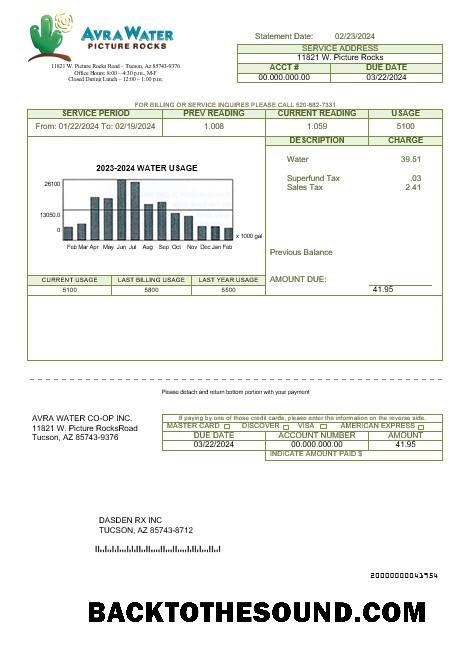 AVRA WATER
PICTURE ROCKS
11821 W. Picture Rocks Road – Tucson, Az 85743-9376
Office Hours: 8:00 – 4:30 p.m., M-F
Closed During Lunch – 12:00 – 1:00 p.m.
Statement Date: 02/23/2024
SERVICE ADDRESS
11821 W. Picture Rocks
ACCT # DUE DATE
00.000.000.00 03/22/2024
FOR BILLING OR SERVICE INQUIRES PLEASE CALL 520-682-7331
SERVICE PERIOD PREV READING CURRENT READING USAGE
From: 01/22/2024 To: 02/19/2024 1.008 1.059 5100
DESCRIPTION CHARGE
Water 39.51
Superfund Tax .03
Sales Tax 2.41
2023-2024 WATER USAGE
26100
13050.0
0
x 1000 gal
Feb Mar Apr May Jun Jul Aug Sep Oct Nov Dec Jan Feb
Previous Balance
CURRENT USAGE LAST BILLING USAGE LAST YEAR USAGE
5100 5800 5500
AMOUNT DUE:
41.95
Please detach and return bottom portion with your payment
AVRA WATER CO-OP INC.
11821 W. Picture RocksRoad
Tucson, AZ 85743-9376
If paying by one of those credit cards, please enter the information on the reverse side.
MASTER CARD DISCOVER VISA AMERICAN EXPRESS
DUE DATE ACCOUNT NUMBER AMOUNT
03/22/2024 00.000.000.00 41.95
INDICATE AMOUNT PAID $
DASDEN RX INC
TUCSON, AZ 85743-8712
BACKTOTHESOUND.COM